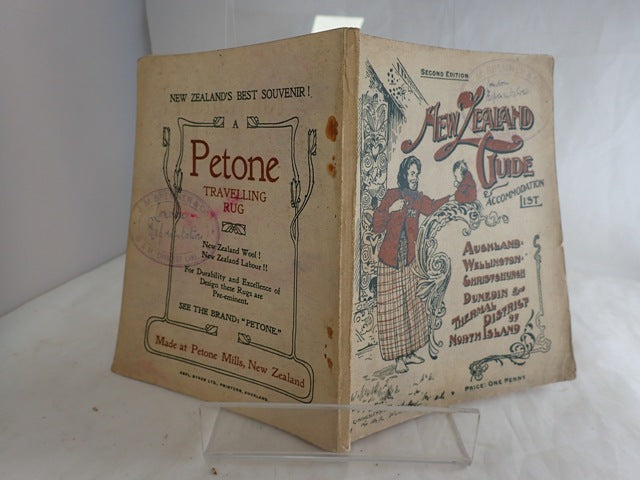 NEW ZEALAND'S BEST SOUVENIR!
A
Petone
TRAVELLING
RUG
New Zealand Wool!
New Zealand Labour!!
For Durability and Excellence of
Design these Rugs are
Pre-eminent.
SEE THE BRAND: "PETONE."
Made at Petone Mills, New Zealand
SECOND EDITION
NEW ZEALAND
GUIDE
& ACCOMMODATION
LIST
AUCKLAND
WELLINGTON
CHRISTCHURCH
DUNEDIN &
THERMAL
DISTRICT
OF
NORTH ISLAND
PRICE: ONE PENNY